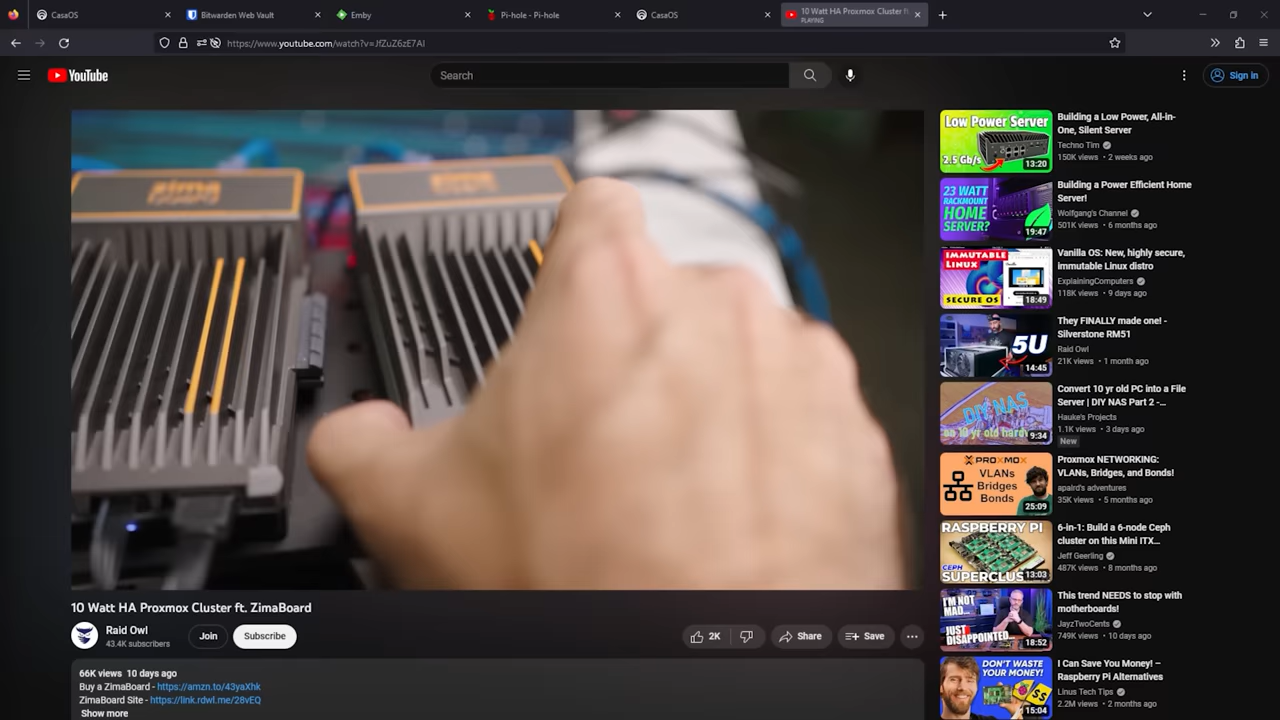 CasaOS
Bitwarden Web Vault
Emby
Pi-hole - Pi-hole
CasaOS
10 Watt HA Proxmox Cluster f
PLAYING
https://www.youtube.com/watch?v=JfZuZ6zE7AI
YouTube
Search
Sign in
zima
zima
Low Power Server
2.5 Gb/s
13:20
Building a Low Power, All-in-
One, Silent Server
Techno Tim
150K views • 2 weeks ago
23 WATT
RACKMOUNT
HOME
SERVER?
19:47
Building a Power Efficient Home
Server!
Wolfgang's Channel
501K views • 6 months ago
IMMUTABLE
LINUX
SECURE OS
18:49
Vanilla OS: New, highly secure,
immutable Linux distro
ExplainingComputers
118K views • 9 days ago
5U
14:45
They FINALLY made one! -
Silverstone RM51
Raid Owl
21K views • 1 month ago
DIY NAS
on 10 yr old hard
9:34
Convert 10 yr old PC into a File
Server | DIY NAS Part 2 -...
Hauke's Projects
1.1K views • 3 days ago
New
PROXMOX
VLANs
Bridges
Bonds
25:09
Proxmox NETWORKING:
VLANs, Bridges, and Bonds!
apalrd's adventures
35K views • 5 months ago
RASPBERRY PI
CEPH
SUPERCLUS
13:03
6-in-1: Build a 6-node Ceph
cluster on this Mini ITX...
Jeff Geerling
487K views • 8 months ago
I'M NOT
MAD...
JUST DISAPPOINTED...
18:52
This trend NEEDS to stop with
motherboards!
JayzTwoCents
749K views • 10 days ago
DON'T WASTE
YOUR MONEY!
$$
15:04
I Can Save You Money! –
Raspberry Pi Alternatives
Linus Tech Tips
2.2M views • 2 months ago
10 Watt HA Proxmox Cluster ft. ZimaBoard
Raid Owl
43.4K subscribers
Join
Subscribe
2K
Share
Save
66K views 10 days ago
Buy a ZimaBoard - https://amzn.to/43yaXhk
ZimaBoard Site - https://link.rdwl.me/28vEQ
Show more